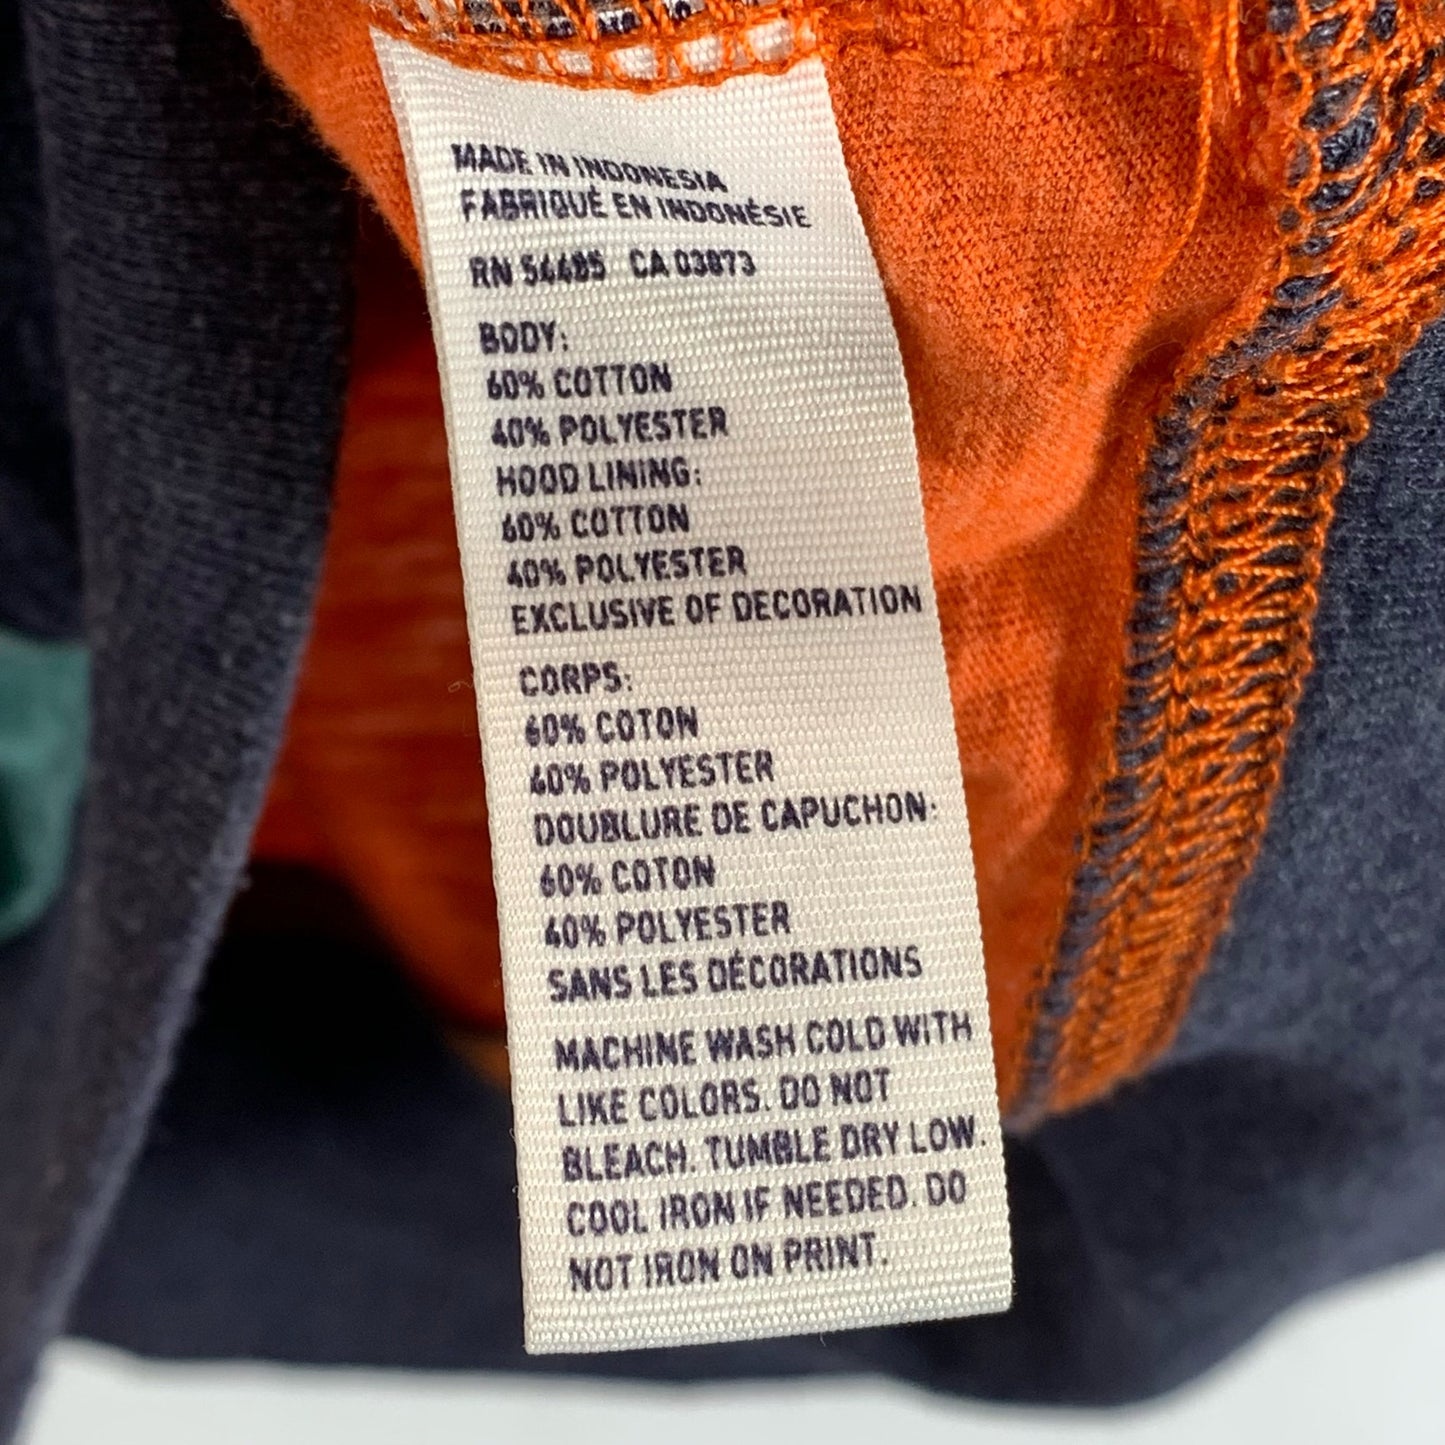 MADE IN INDONESIA
FABRIQUÉ EN INDONÉSIE
RN 54485 CA 03873
BODY:
60% COTTON
40% POLYESTER
HOOD LINING:
60% COTTON
40% POLYESTER
EXCLUSIVE OF DECORATION
CORPS:
60% COTON
40% POLYESTER
DOUBLURE DE CAPUCHON:
60% COTON
40% POLYESTER
SANS LES DÉCORATIONS
MACHINE WASH COLD WITH
LIKE COLORS. DO NOT
BLEACH. TUMBLE DRY LOW.
COOL IRON IF NEEDED. DO
NOT IRON ON PRINT.